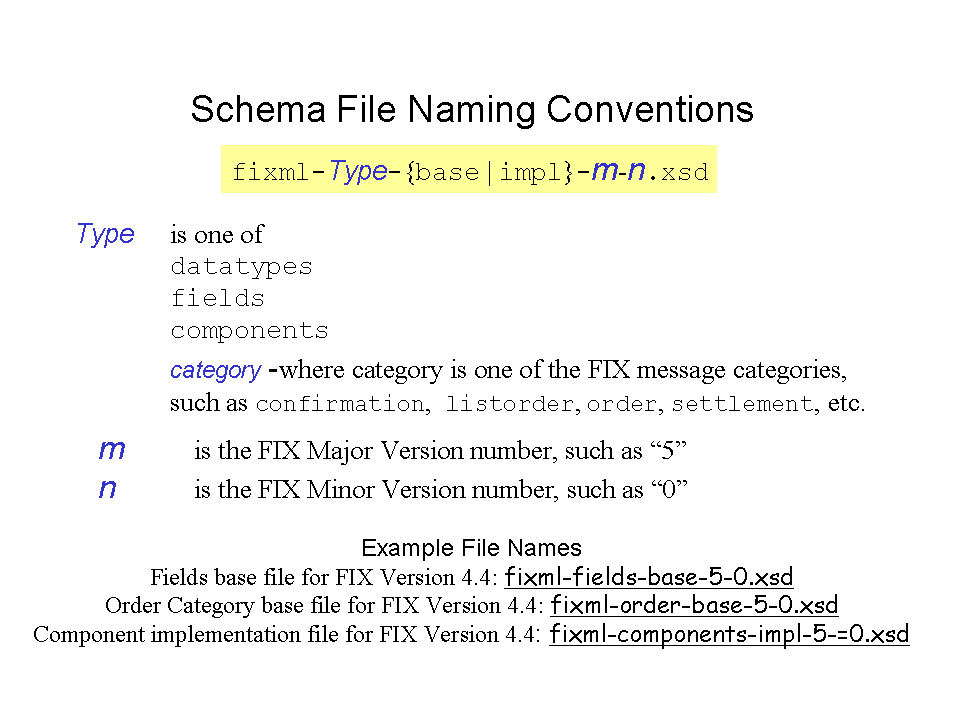 Schema File Naming Conventions
fixml-Type-{base|impl}-m-n.xsd
Type is one of
datatypes
fields
components
category -where category is one of the FIX message categories,
such as confirmation, listorder, order, settlement, etc.
m is the FIX Major Version number, such as “5”
n is the FIX Minor Version number, such as “0”
Example File Names
Fields base file for FIX Version 4.4: fixml-fields-base-5-0.xsd
Order Category base file for FIX Version 4.4: fixml-order-base-5-0.xsd
Component implementation file for FIX Version 4.4: fixml-components-impl-5-=0.xsd